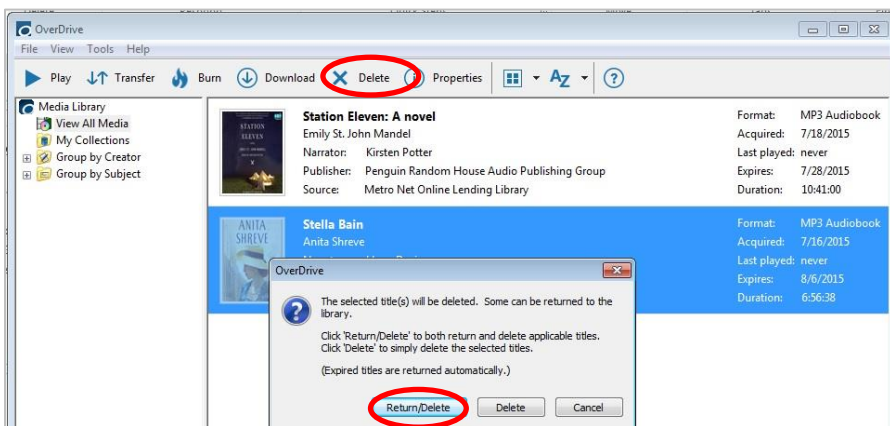 OverDrive
File View Tools Help
Play Transfer Burn Download Delete Properties AZ ?
Media Library
View All Media
My Collections
Group by Creator
Group by Subject
STATION
ELEVEN
Station Eleven: A novel
Emily St. John Mandel
Narrator: Kirsten Potter
Publisher: Penguin Random House Audio Publishing Group
Source: Metro Net Online Lending Library
Format: MP3 Audiobook
Acquired: 7/18/2015
Last played: never
Expires: 7/28/2015
Duration: 10:41:00
ANITA
SHREVE
Stella Bain
Anita Shreve
Format: MP3 Audiobook
Acquired: 7/16/2015
Last played: never
Expires: 8/6/2015
Duration: 6:56:38
OverDrive
The selected title(s) will be deleted. Some can be returned to the
library.
Click 'Return/Delete' to both return and delete applicable titles.
Click 'Delete' to simply delete the selected titles.
(Expired titles are returned automatically.)
Return/Delete Delete Cancel